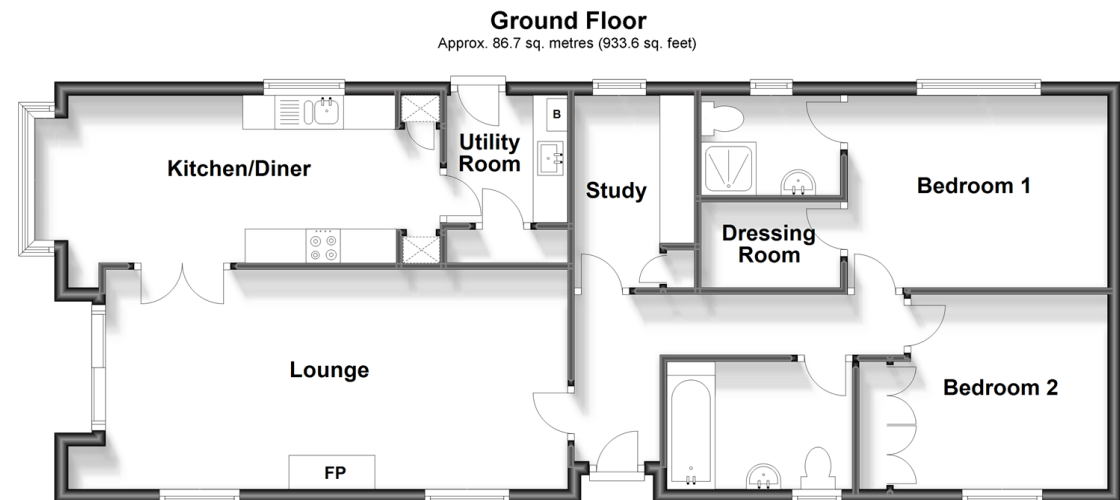 Ground Floor
Approx. 86.7 sq. metres (933.6 sq. feet)
B
Utility
Room
Kitchen/Diner
Study
Bedroom 1
Dressing
Room
Lounge
Bedroom 2
FP